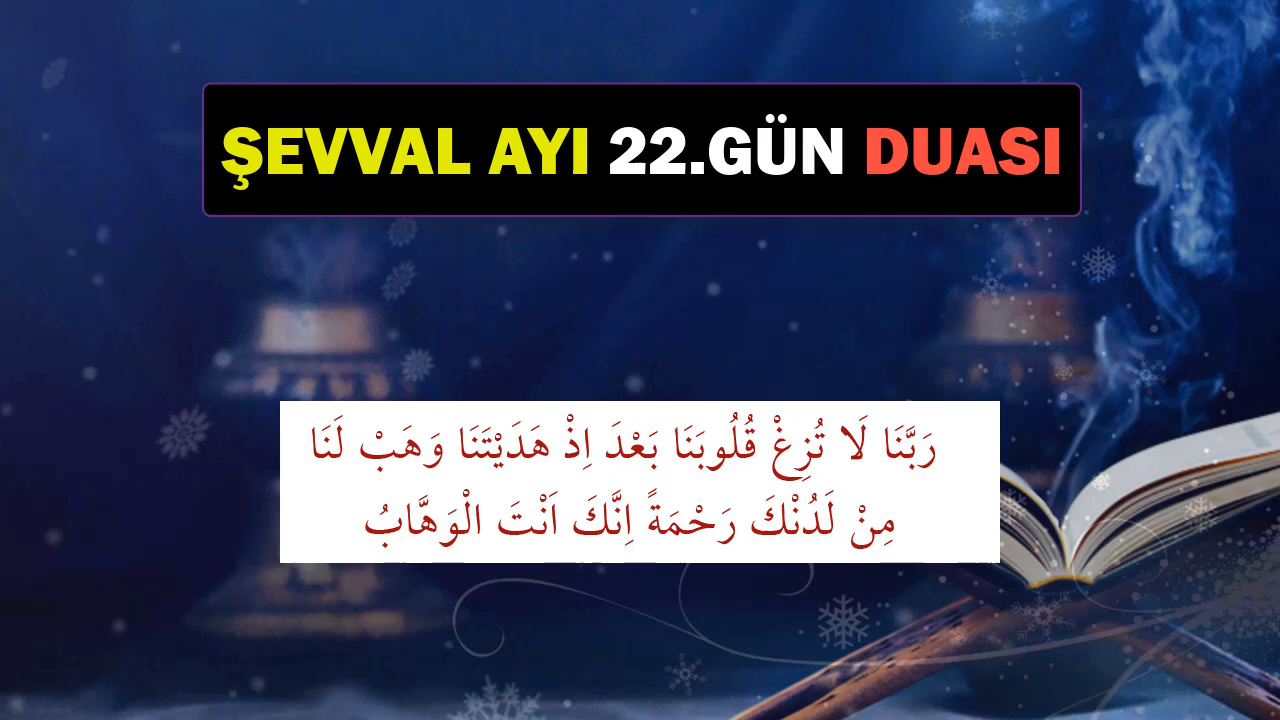 ŞEVVAL AYI 22.GÜN DUASI
رَبَّنَا لَا تُزِغْ قُلُوبَنَا بَعْدَ اِذْ هَدَيْتَنَا وَهَبْ لَنَا
مِنْ لَدُنْكَ رَحْمَةً اِنَّكَ اَنْتَ الْوَهَّابُ